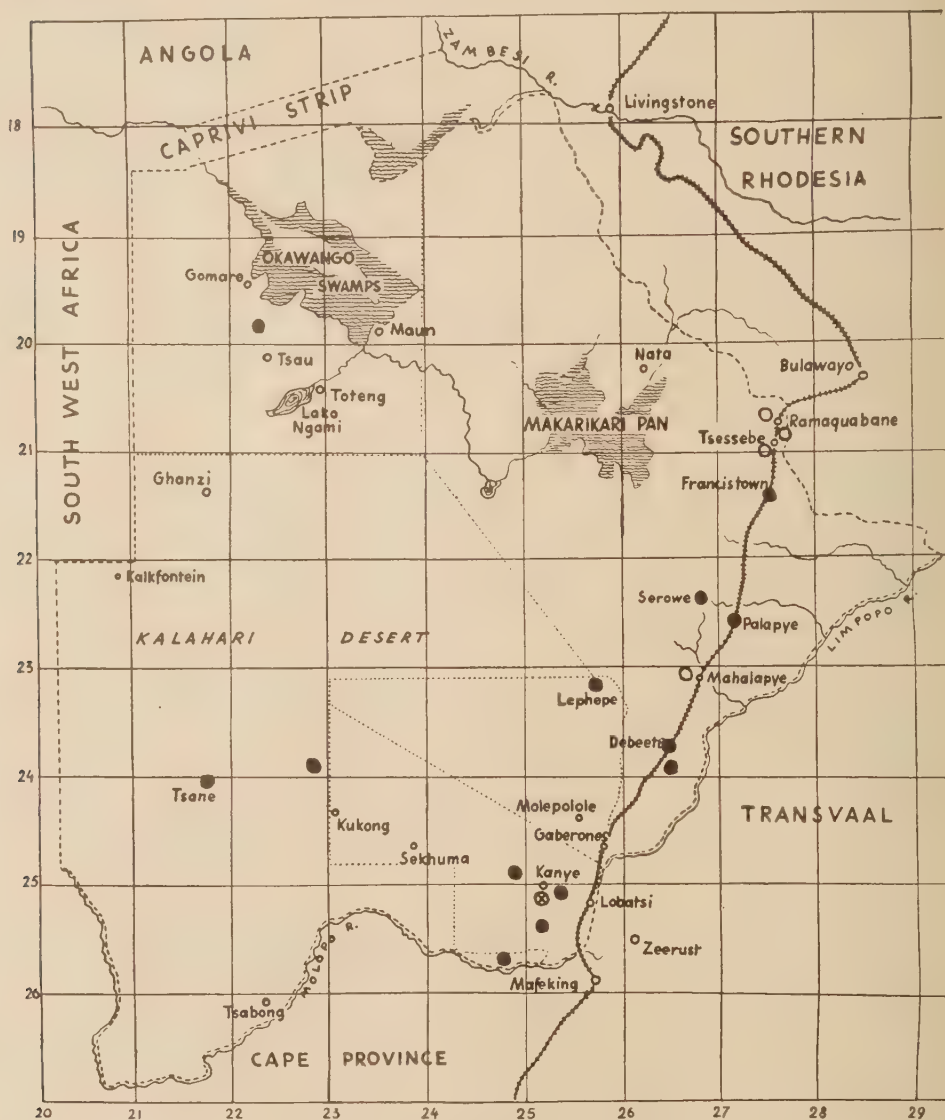 ANGOLA
ZAMBESI R.
CAPRIVI STRIP
Livingstone
18
SOUTHERN
RHODESIA
SOUTH WEST AFRICA
19
OKAWANGO
SWAMPS
Gomare
Maun
20
Tsau
Nata
Bulawayo
Toteng
Lake
Ngami
MAKARIKARI PAN
Ramaquabane
Tsessebe
21
Ghanzi
Francistown
22
Kalkfontein
Serowe
Palapye
LIMPOPO R.
KALAHARI DESERT
23
Mahalapye
Lephepe
Debeeti
24
Tsane
Kukong
Molepolole
TRANSVAAL
Gaberones
Sekhuma
Kanye
25
Lobatsi
Zeerust
MOLOPO R.
Mafeking
26
Tsabong
CAPE PROVINCE
20 21 22 23 24 25 26 27 28 29